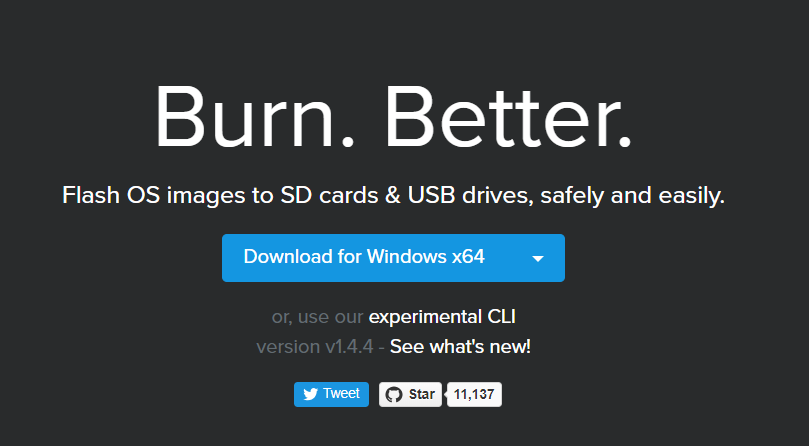 Burn. Better.
Flash OS images to SD cards & USB drives, safely and easily.
Download for Windows x64
or, use our experimental CLI
version v1.4.4 - See what's new!
Tweet Star 11,137